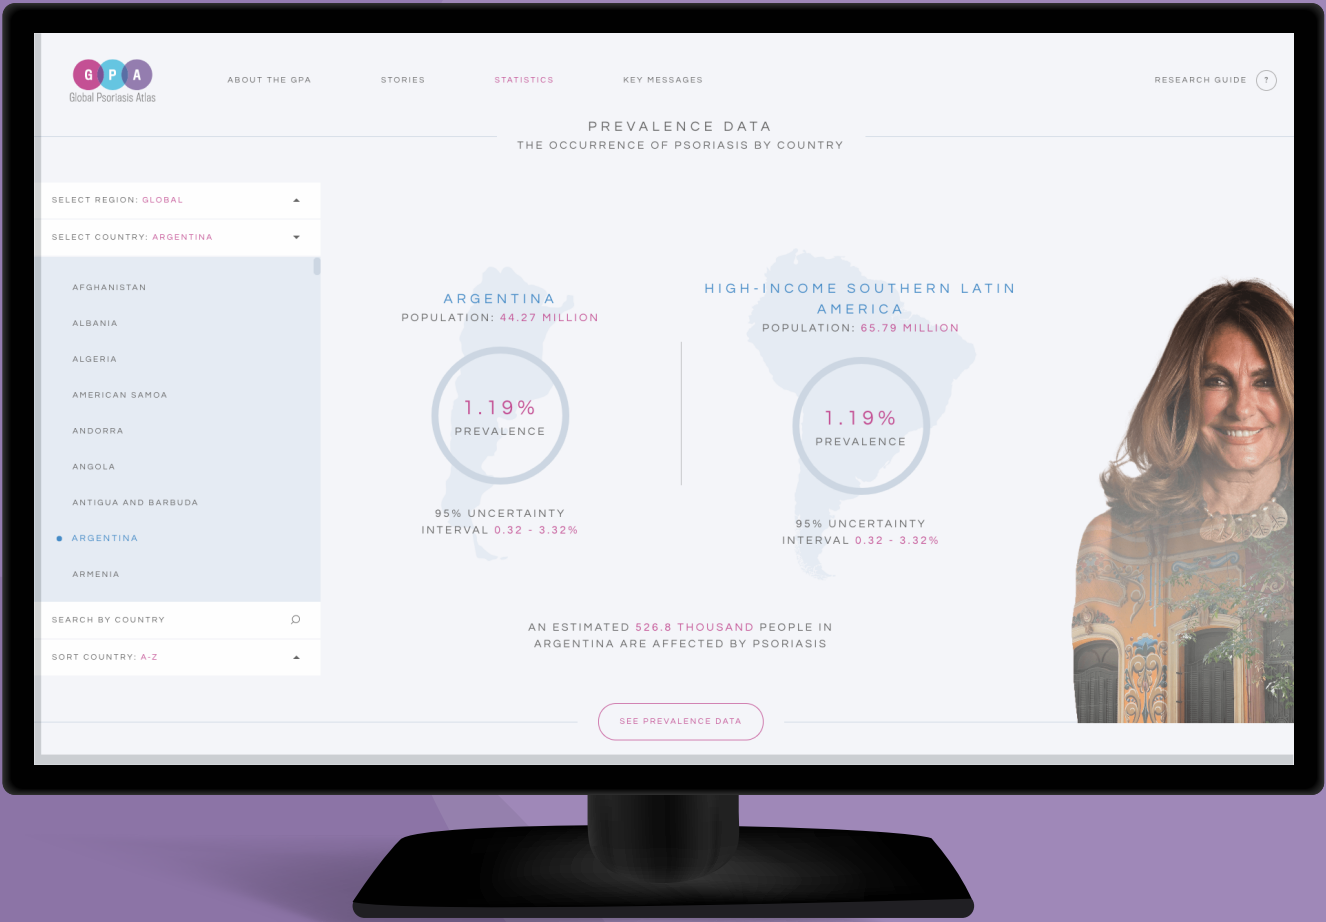 G P A
Global Psoriasis Atlas
ABOUT THE GPA
STORIES
STATISTICS
KEY MESSAGES
RESEARCH GUIDE ?
PREVALENCE DATA
THE OCCURRENCE OF PSORIASIS BY COUNTRY
SELECT REGION: GLOBAL
SELECT COUNTRY: ARGENTINA
AFGHANISTAN
ALBANIA
ALGERIA
AMERICAN SAMOA
ANDORRA
ANGOLA
ANTIGUA AND BARBUDA
ARGENTINA
ARMENIA
SEARCH BY COUNTRY
SORT COUNTRY: A-Z
ARGENTINA
POPULATION: 44.27 MILLION
1.19%
PREVALENCE
95% UNCERTAINTY
INTERVAL 0.32 - 3.32%
HIGH-INCOME SOUTHERN LATIN
AMERICA
POPULATION: 65.79 MILLION
1.19%
PREVALENCE
95% UNCERTAINTY
INTERVAL 0.32 - 3.32%
AN ESTIMATED 526.8 THOUSAND PEOPLE IN
ARGENTINA ARE AFFECTED BY PSORIASIS
SEE PREVALENCE DATA